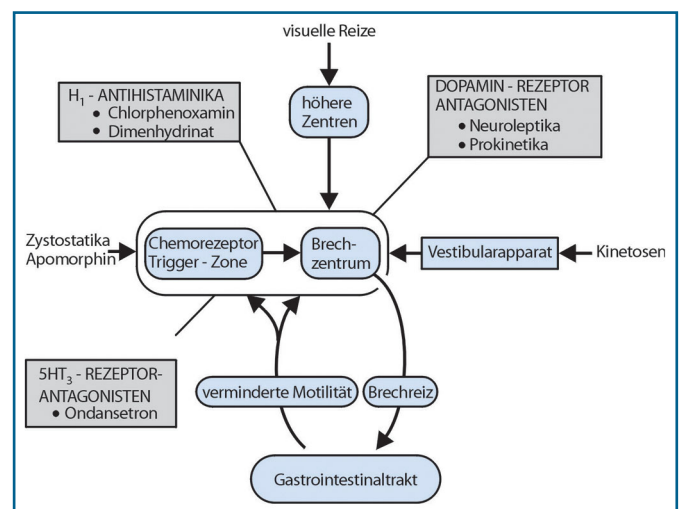 visuelle Reize
H1 - ANTIHISTAMINIKA
● Chlorphenoxamin
● Dimenhydrinat
höhere
Zentren
DOPAMIN - REZEPTOR
ANTAGONISTEN
● Neuroleptika
● Prokinetika
Zystostatika
Apomorphin
Chemorezeptor
Trigger - Zone
Brech-
zentrum
Vestibularapparat
Kinetosen
5HT3 - REZEPTOR-
ANTAGONISTEN
● Ondansetron
verminderte Motilität
Brechreiz
Gastrointestinaltrakt